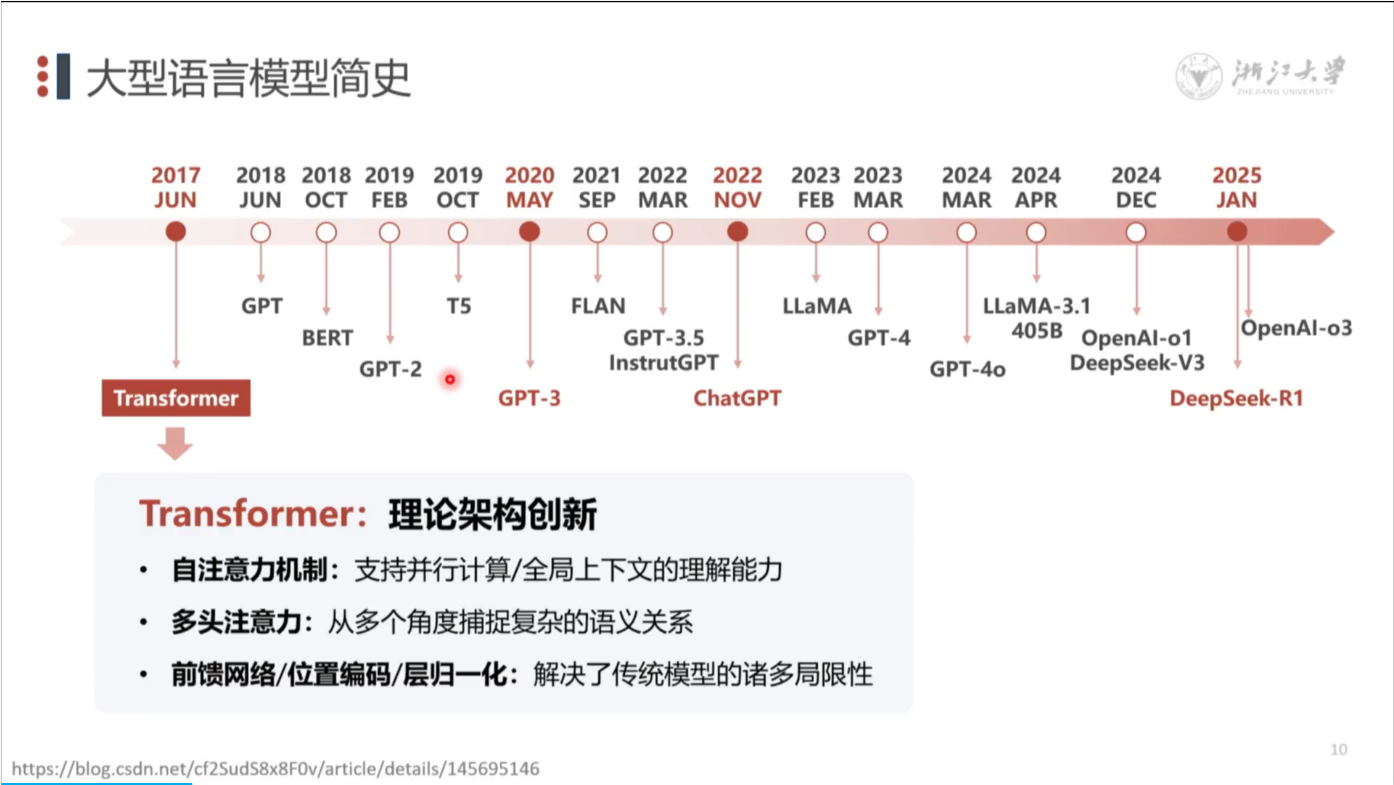 大型语言模型简史
浙江大学
ZHEJIANG UNIVERSITY
2017 JUN
2018 JUN
2018 OCT
2019 FEB
2019 OCT
2020 MAY
2021 SEP
2022 MAR
2022 NOV
2023 FEB
2023 MAR
2024 MAR
2024 APR
2024 DEC
2025 JAN
GPT
T5
FLAN
LLaMA
LLaMA-3.1
405B
BERT
GPT-3.5
InstrutGPT
GPT-4
OpenAI-o1
DeepSeek-V3
OpenAI-o3
GPT-2
GPT-4o
Transformer
GPT-3
ChatGPT
DeepSeek-R1
Transformer：理论架构创新
• 自注意力机制：支持并行计算/全局上下文的理解能力
• 多头注意力：从多个角度捕捉复杂的语义关系
• 前馈网络/位置编码/层归一化：解决了传统模型的诸多局限性
10
https://blog.csdn.net/cf2SudS8x8F0v/article/details/145695146